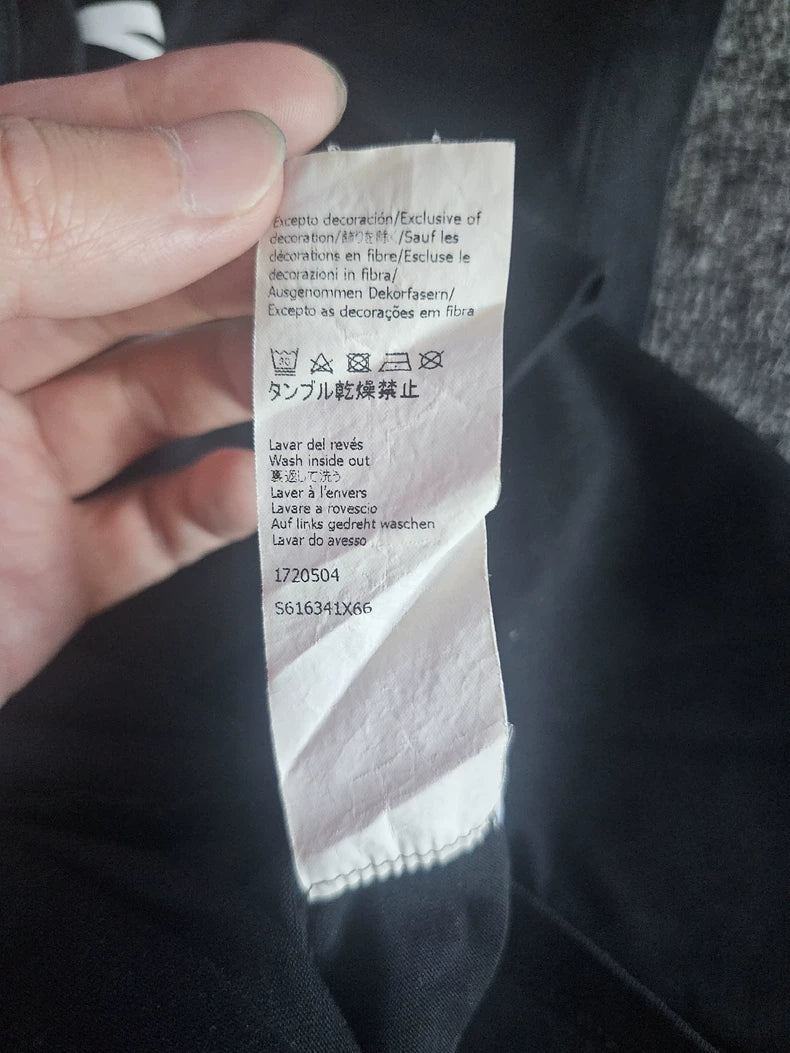 Excepto decoración/Exclusive of
decoration/飾りを除く/Sauf les
décorations en fibre/Escluse le
decorazioni in fibra/
Ausgenommen Dekorfasern/
Excepto as decorações em fibra
30
タンブル乾燥禁止
Lavar del revés
Wash inside out
裏返して洗う
Laver à l'envers
Lavare a rovescio
Auf links gedreht waschen
Lavar do avesso
1720504
S616341X66